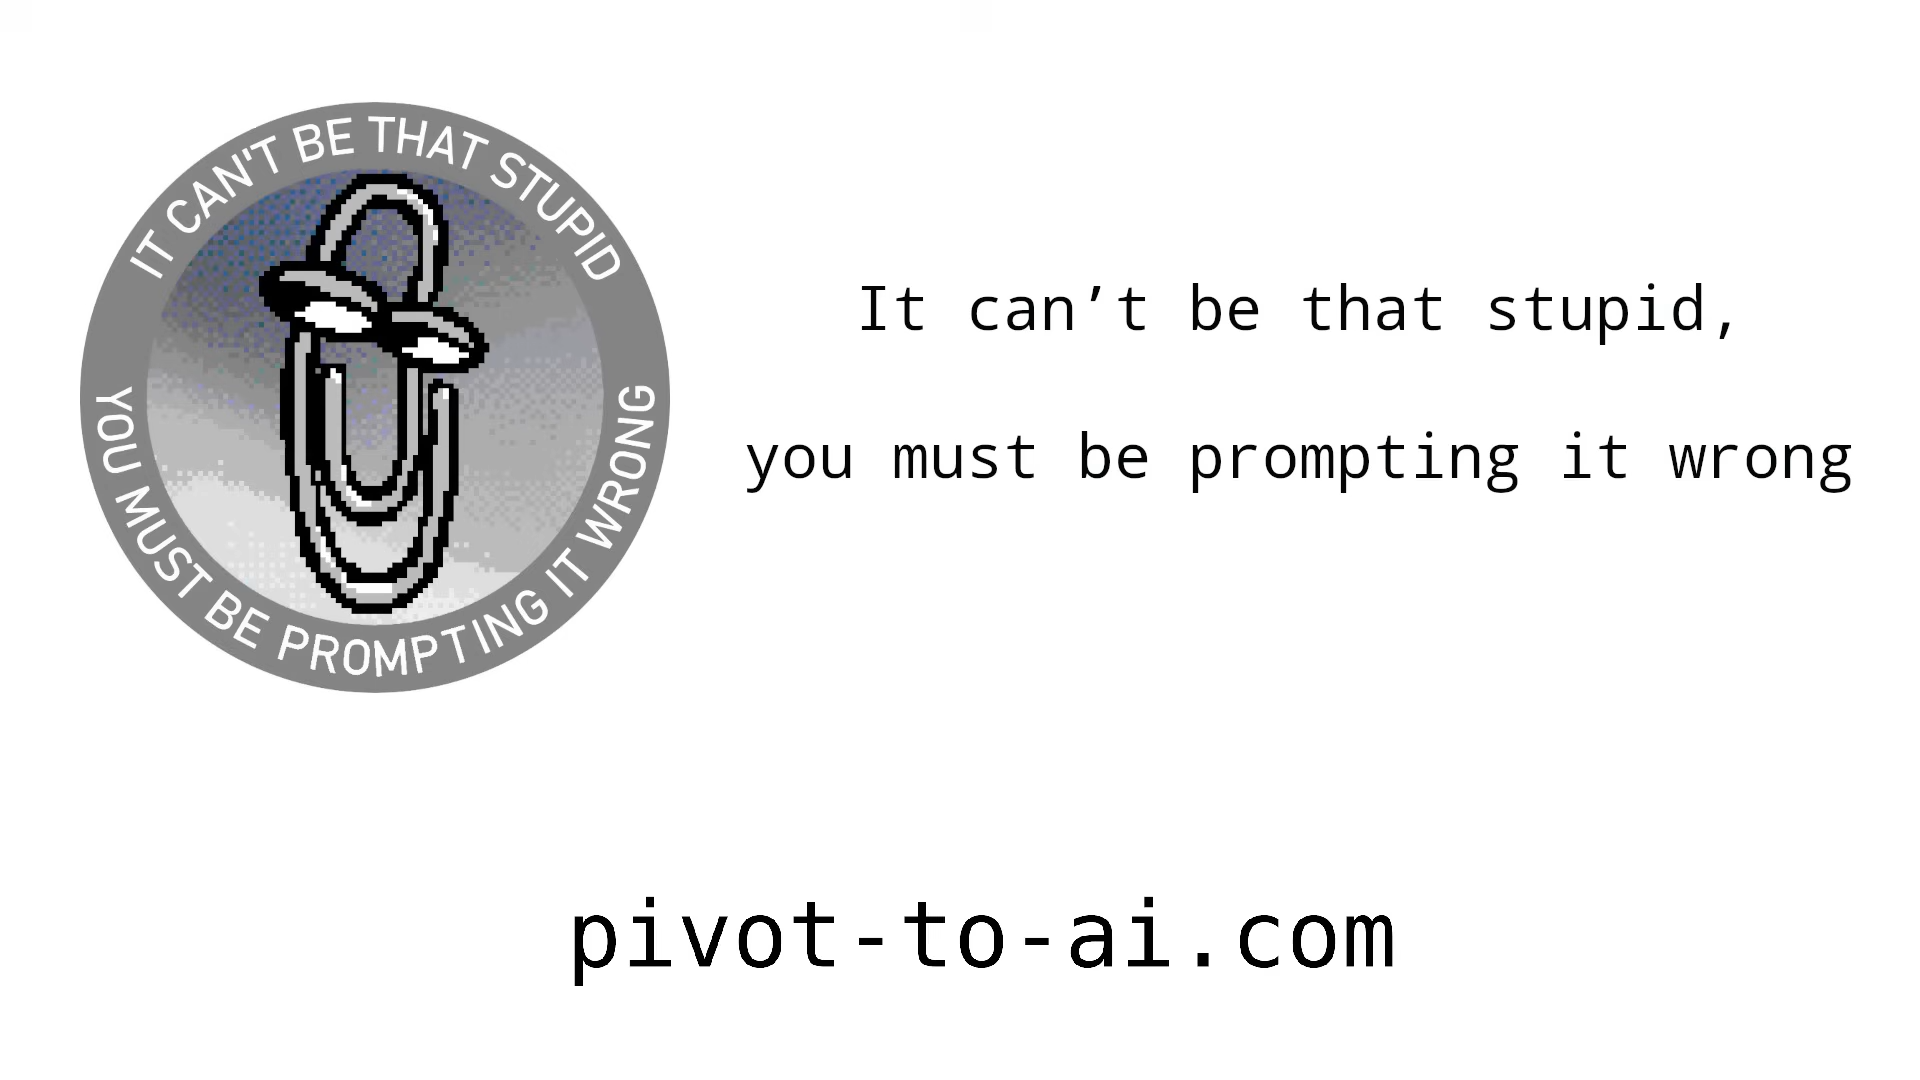 IT CAN'T BE THAT STUPID
YOU MUST BE PROMPTING IT WRONG
It can’t be that stupid,
you must be prompting it wrong
pivot-to-ai.com